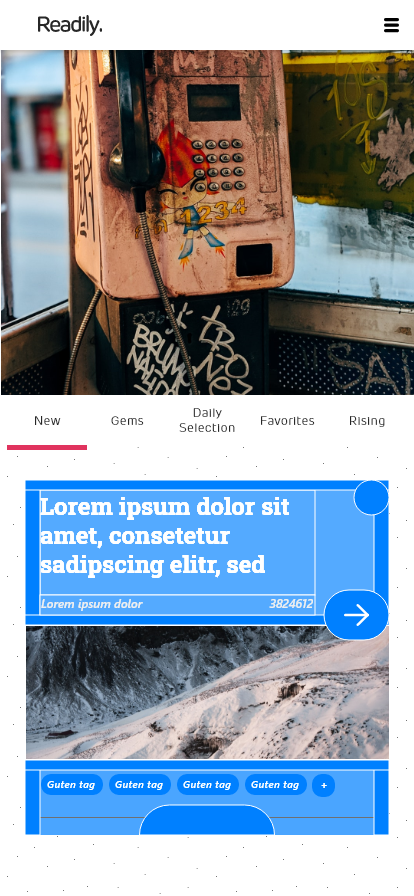 Readily.
1234
New
Gems
Daily
Selection
Favorites
Rising
Lorem ipsum dolor sit
amet, consetetur
sadipscing elitr, sed
Lorem ipsum dolor
3824612
Guten tag
Guten tag
Guten tag
Guten tag
+